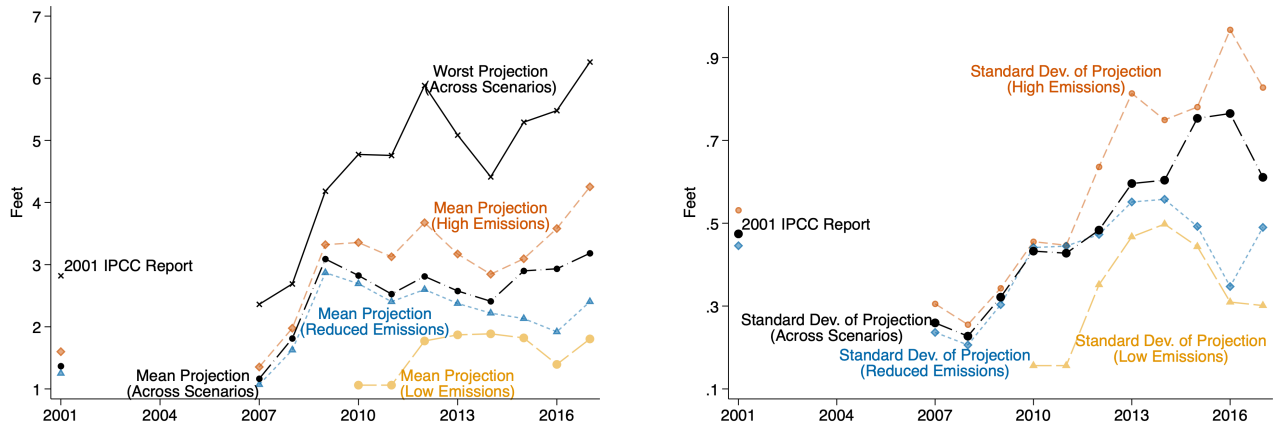 7
6
5
4
3
2
1
Feet
Worst Projection
(Across Scenarios)
Mean Projection
(High Emissions)
2001 IPCC Report
Mean Projection
(Reduced Emissions)
Mean Projection
(Across Scenarios)
Mean Projection
(Low Emissions)
2001
2004
2007
2010
2013
2016
.9
.7
.5
.3
.1
Feet
Standard Dev. of Projection
(High Emissions)
2001 IPCC Report
Standard Dev. of Projection
(Across Scenarios)
Standard Dev. of Projection
(Reduced Emissions)
Standard Dev. of Projection
(Low Emissions)
2001
2004
2007
2010
2013
2016